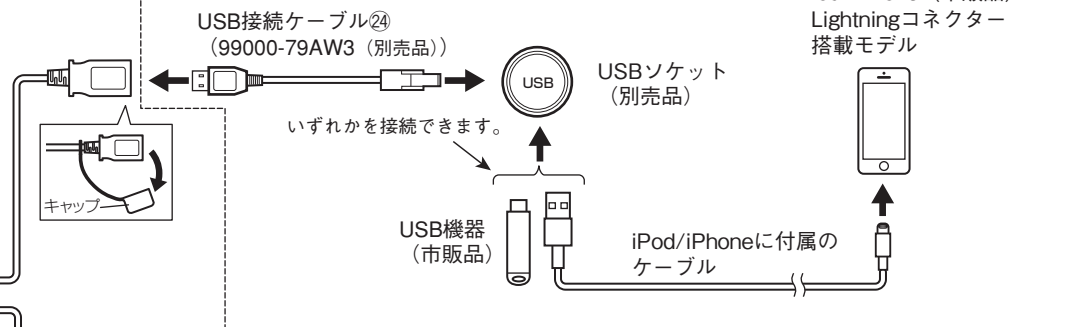 USB接続ケーブル㉔
（99000-79AW3（別売品））
Lightningコネクター
搭載モデル
USB
USBソケット
（別売品）
いずれかを接続できます。
キャップ
USB機器
（市販品）
iPod/iPhoneに付属の
ケーブル